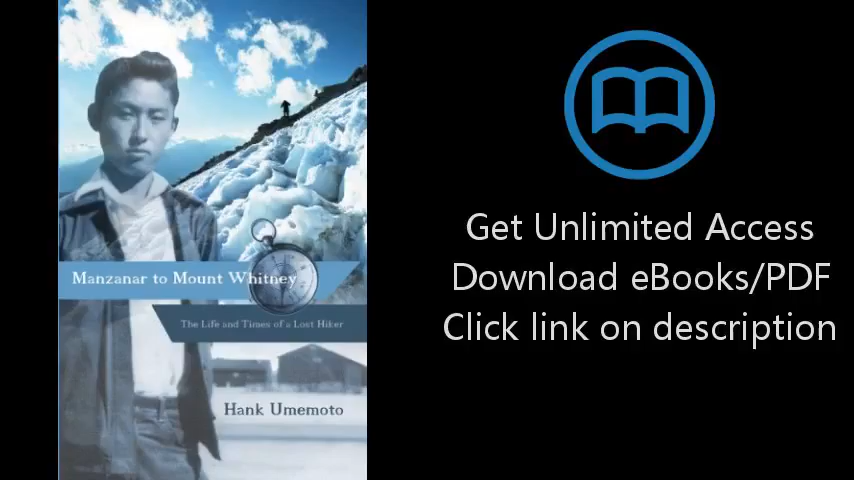 Manzanar to Mount Whitney
The Life and Times of a Lost Hiker
Hank Umemoto
Get Unlimited Access
Download eBooks/PDF
Click link on description